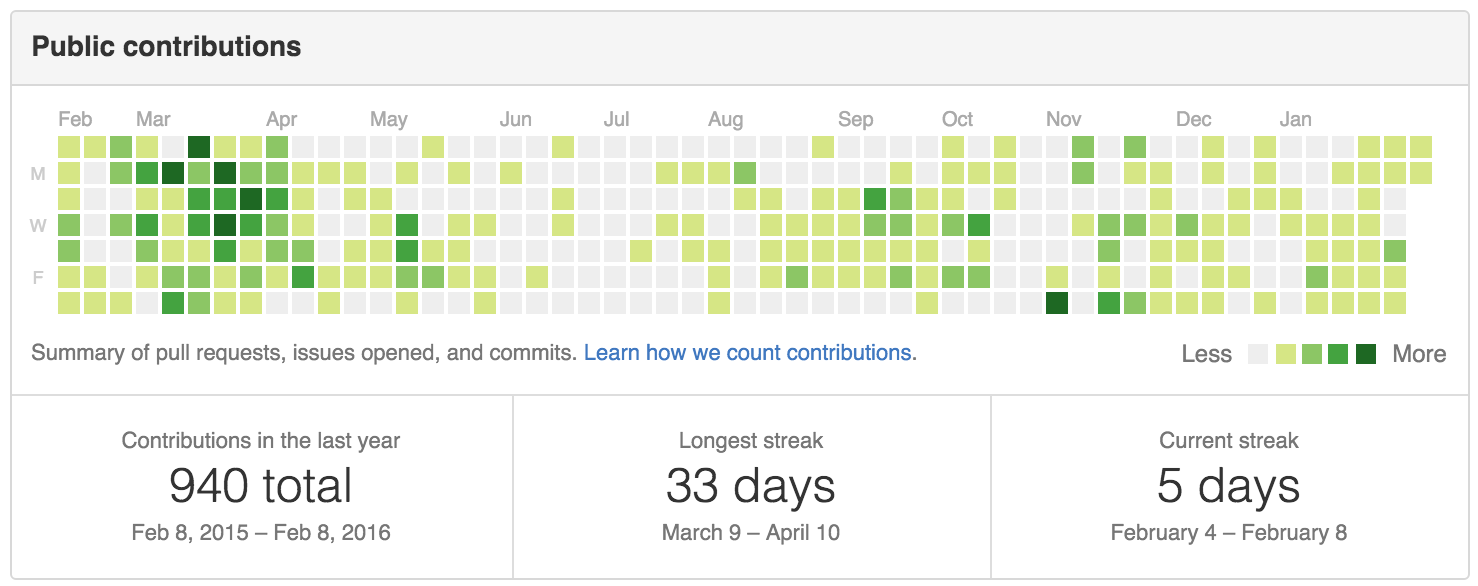 Public contributions
Feb Mar Apr May Jun Jul Aug Sep Oct Nov Dec Jan
M
W
F
Summary of pull requests, issues opened, and commits. Learn how we count contributions.
Less More
Contributions in the last year
940 total
Feb 8, 2015 – Feb 8, 2016
Longest streak
33 days
March 9 – April 10
Current streak
5 days
February 4 – February 8